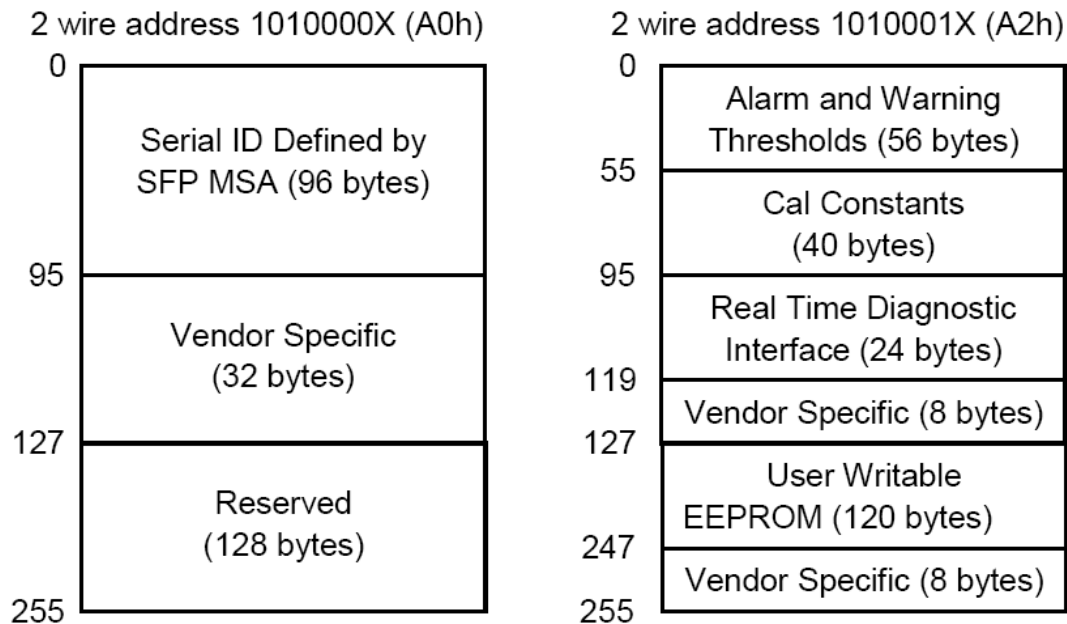 2 wire address 1010000X (A0h)
0
Serial ID Defined by
SFP MSA (96 bytes)
95
Vendor Specific
(32 bytes)
127
Reserved
(128 bytes)
255
2 wire address 1010001X (A2h)
0
Alarm and Warning
Thresholds (56 bytes)
55
Cal Constants
(40 bytes)
95
Real Time Diagnostic
Interface (24 bytes)
119
Vendor Specific (8 bytes)
127
User Writable
EEPROM (120 bytes)
247
Vendor Specific (8 bytes)
255